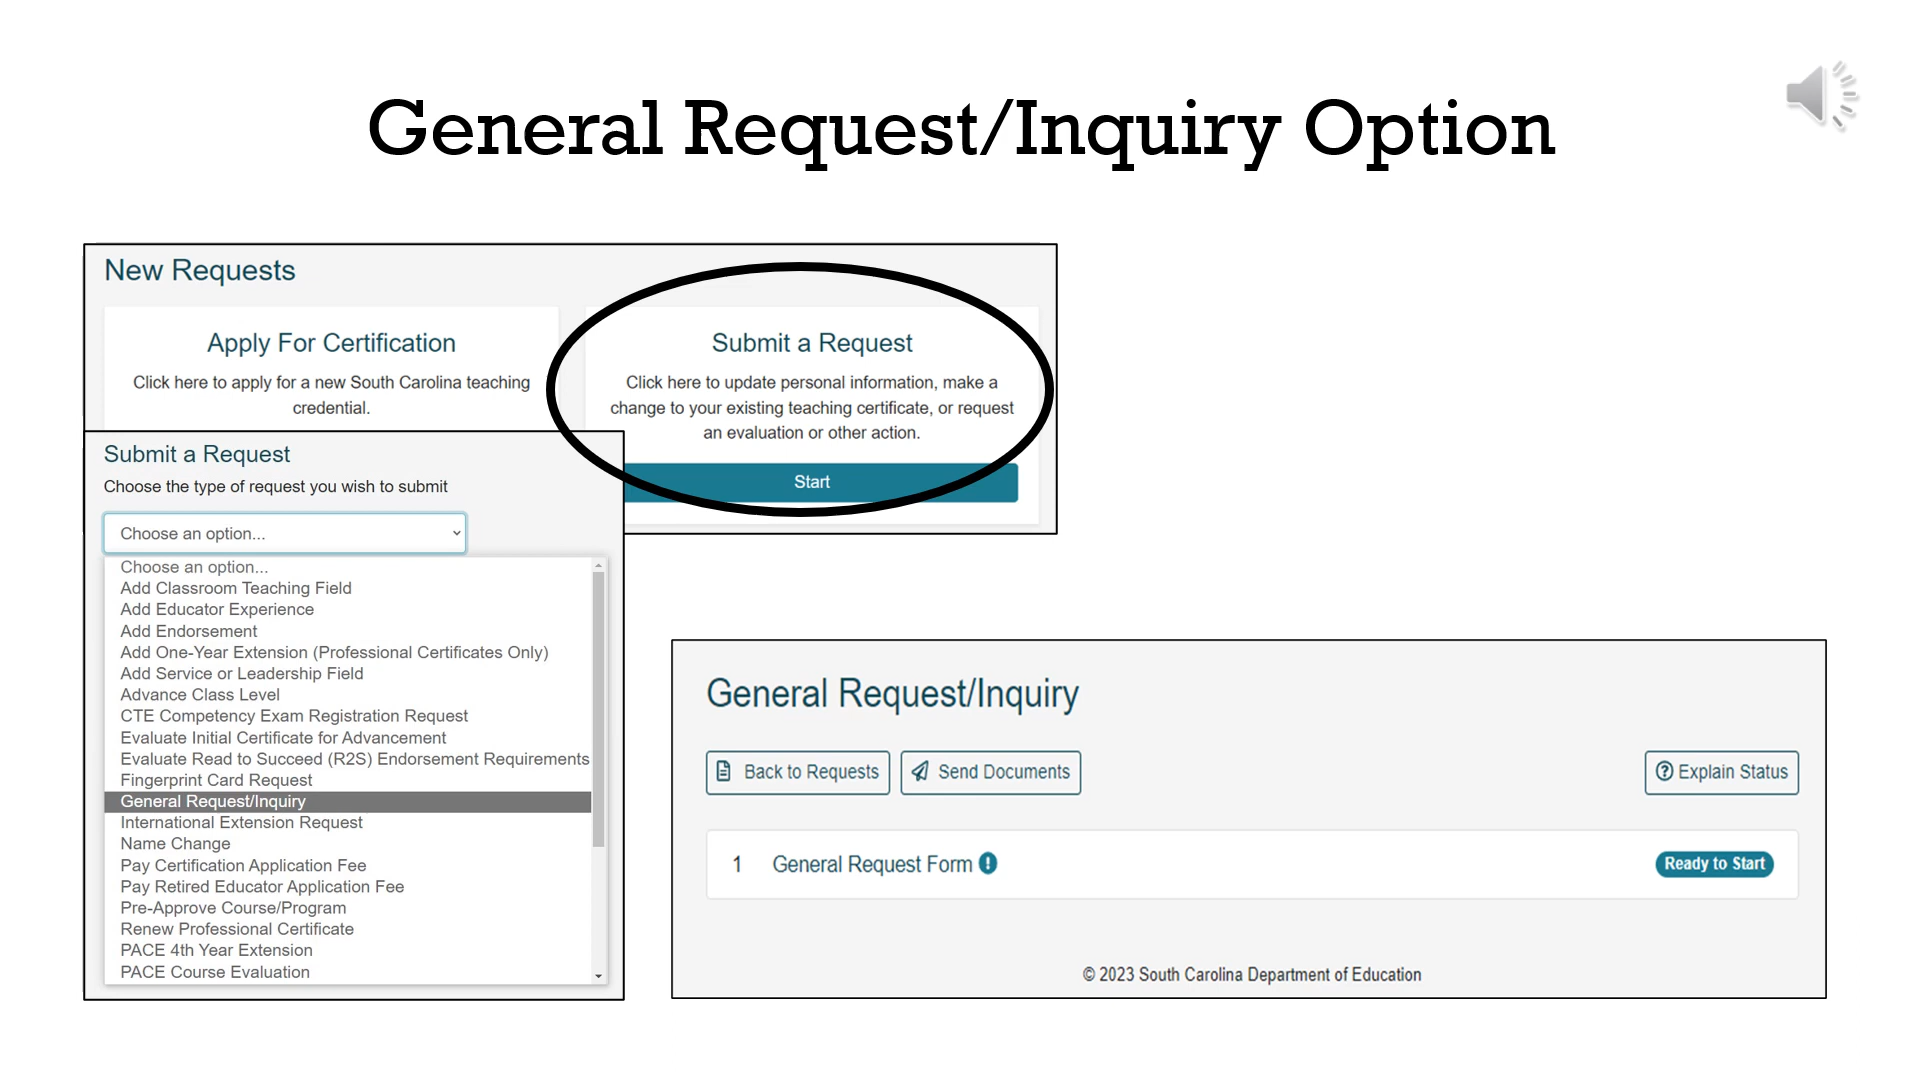 General Request/Inquiry Option
New Requests
Apply For Certification
Click here to apply for a new South Carolina teaching
credential.
Submit a Request
Click here to update personal information, make a
change to your existing teaching certificate, or request
an evaluation or other action.
Start
Submit a Request
Choose the type of request you wish to submit
Choose an option...
Choose an option...
Add Classroom Teaching Field
Add Educator Experience
Add Endorsement
Add One-Year Extension (Professional Certificates Only)
Add Service or Leadership Field
Advance Class Level
CTE Competency Exam Registration Request
Evaluate Initial Certificate for Advancement
Evaluate Read to Succeed (R2S) Endorsement Requirements
Fingerprint Card Request
General Request/Inquiry
International Extension Request
Name Change
Pay Certification Application Fee
Pay Retired Educator Application Fee
Pre-Approve Course/Program
Renew Professional Certificate
PACE 4th Year Extension
PACE Course Evaluation
General Request/Inquiry
Back to Requests
Send Documents
Explain Status
1 General Request Form
Ready to Start
© 2023 South Carolina Department of Education